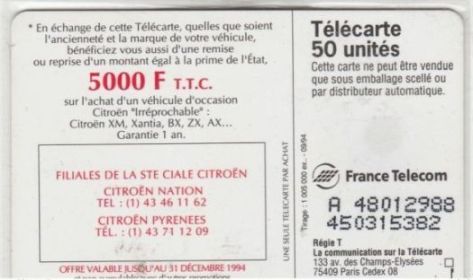 * En échange de cette Télécarte, quelles que soient
l'ancienneté et la marque de votre véhicule,
bénéficiez vous aussi d'une remise
ou reprise d'un montant égal à la prime de l'État,
5000 F T.T.C.
sur l'achat d'un véhicule d'occasion
Citroën "Irréprochable" :
Citroën XM, Xantia, BX, ZX, AX...
Garantie 1 an.
FILIALES DE LA STE CIALE CITROËN
CITROËN NATION
TEL : (1) 43 46 11 62
CITROËN PYRENEES
TÉL. : (1) 43 71 12 09
OFFRE VALABLE JUSQU'AU 31 DÉCEMBRE 1994
UNE SEULE TELECARTE PAR ACHAT
Tirage : 1 005 000 ex. - 09/94
Télécarte
50 unités
Cette carte ne peut être vendue
que sous emballage scellé ou
par distributeur automatique.
France Telecom
A 48012988
450315382
Régie T
La communication sur la Télécarte
133 av. des Champs-Elysées
75409 Paris Cedex 08